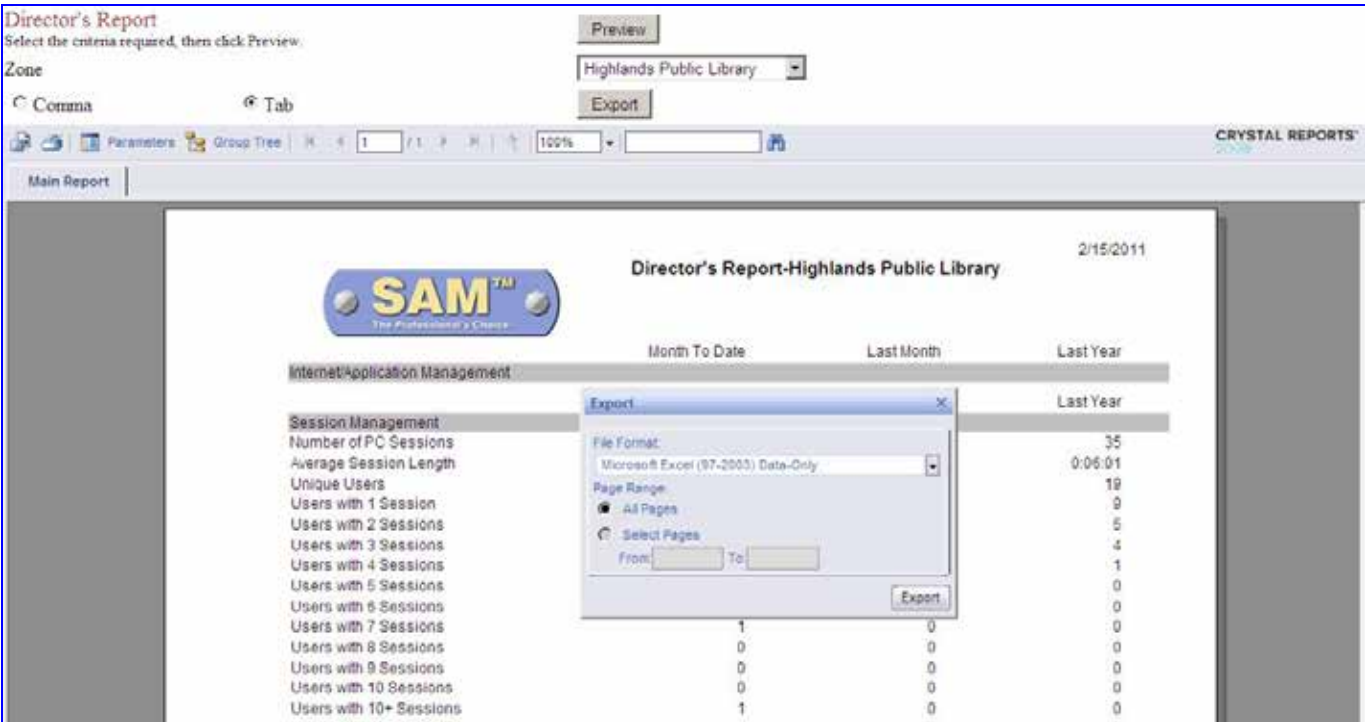 Director's Report
Preview
Select the criteria required, then click Preview.
Zone
Highlands Public Library
Comma
Tab
Export
Parameters
Group Tree
1
/ 1
100%
CRYSTAL REPORTS
Main Report
2/15/2011
Director's Report-Highlands Public Library
SAM™
The Professional's Choice
Month To Date Last Month Last Year
Internet/Application Management
Export
Last Year
Session Management
File Format:
Number of PC Sessions 35
Microsoft Excel (97-2003) Data-Only
Average Session Length 0:06:01
Page Range:
Unique Users 19
All Pages
Users with 1 Session 9
Users with 2 Sessions 5
Select Pages
Users with 3 Sessions 4
From: To:
Users with 4 Sessions 1
Users with 5 Sessions 0
Export
Users with 6 Sessions 0
Users with 7 Sessions 1 0 0
Users with 8 Sessions 0 0 0
Users with 9 Sessions 0 0 0
Users with 10 Sessions 0 0 0
Users with 10+ Sessions 1 0 0